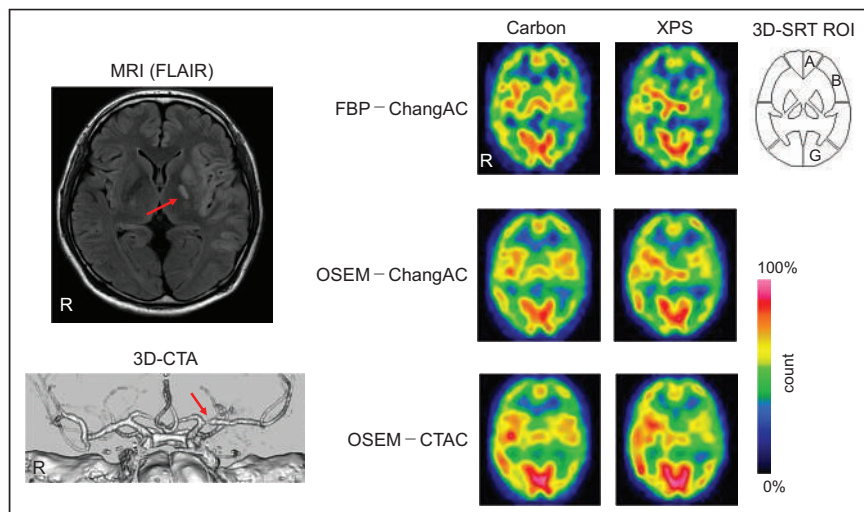 MRI (FLAIR)
R
3D-CTA
R
Carbon XPS 3D-SRT ROI
FBP–ChangAC
R
A
B
G
OSEM–ChangAC
OSEM–CTAC
100%
count
0%